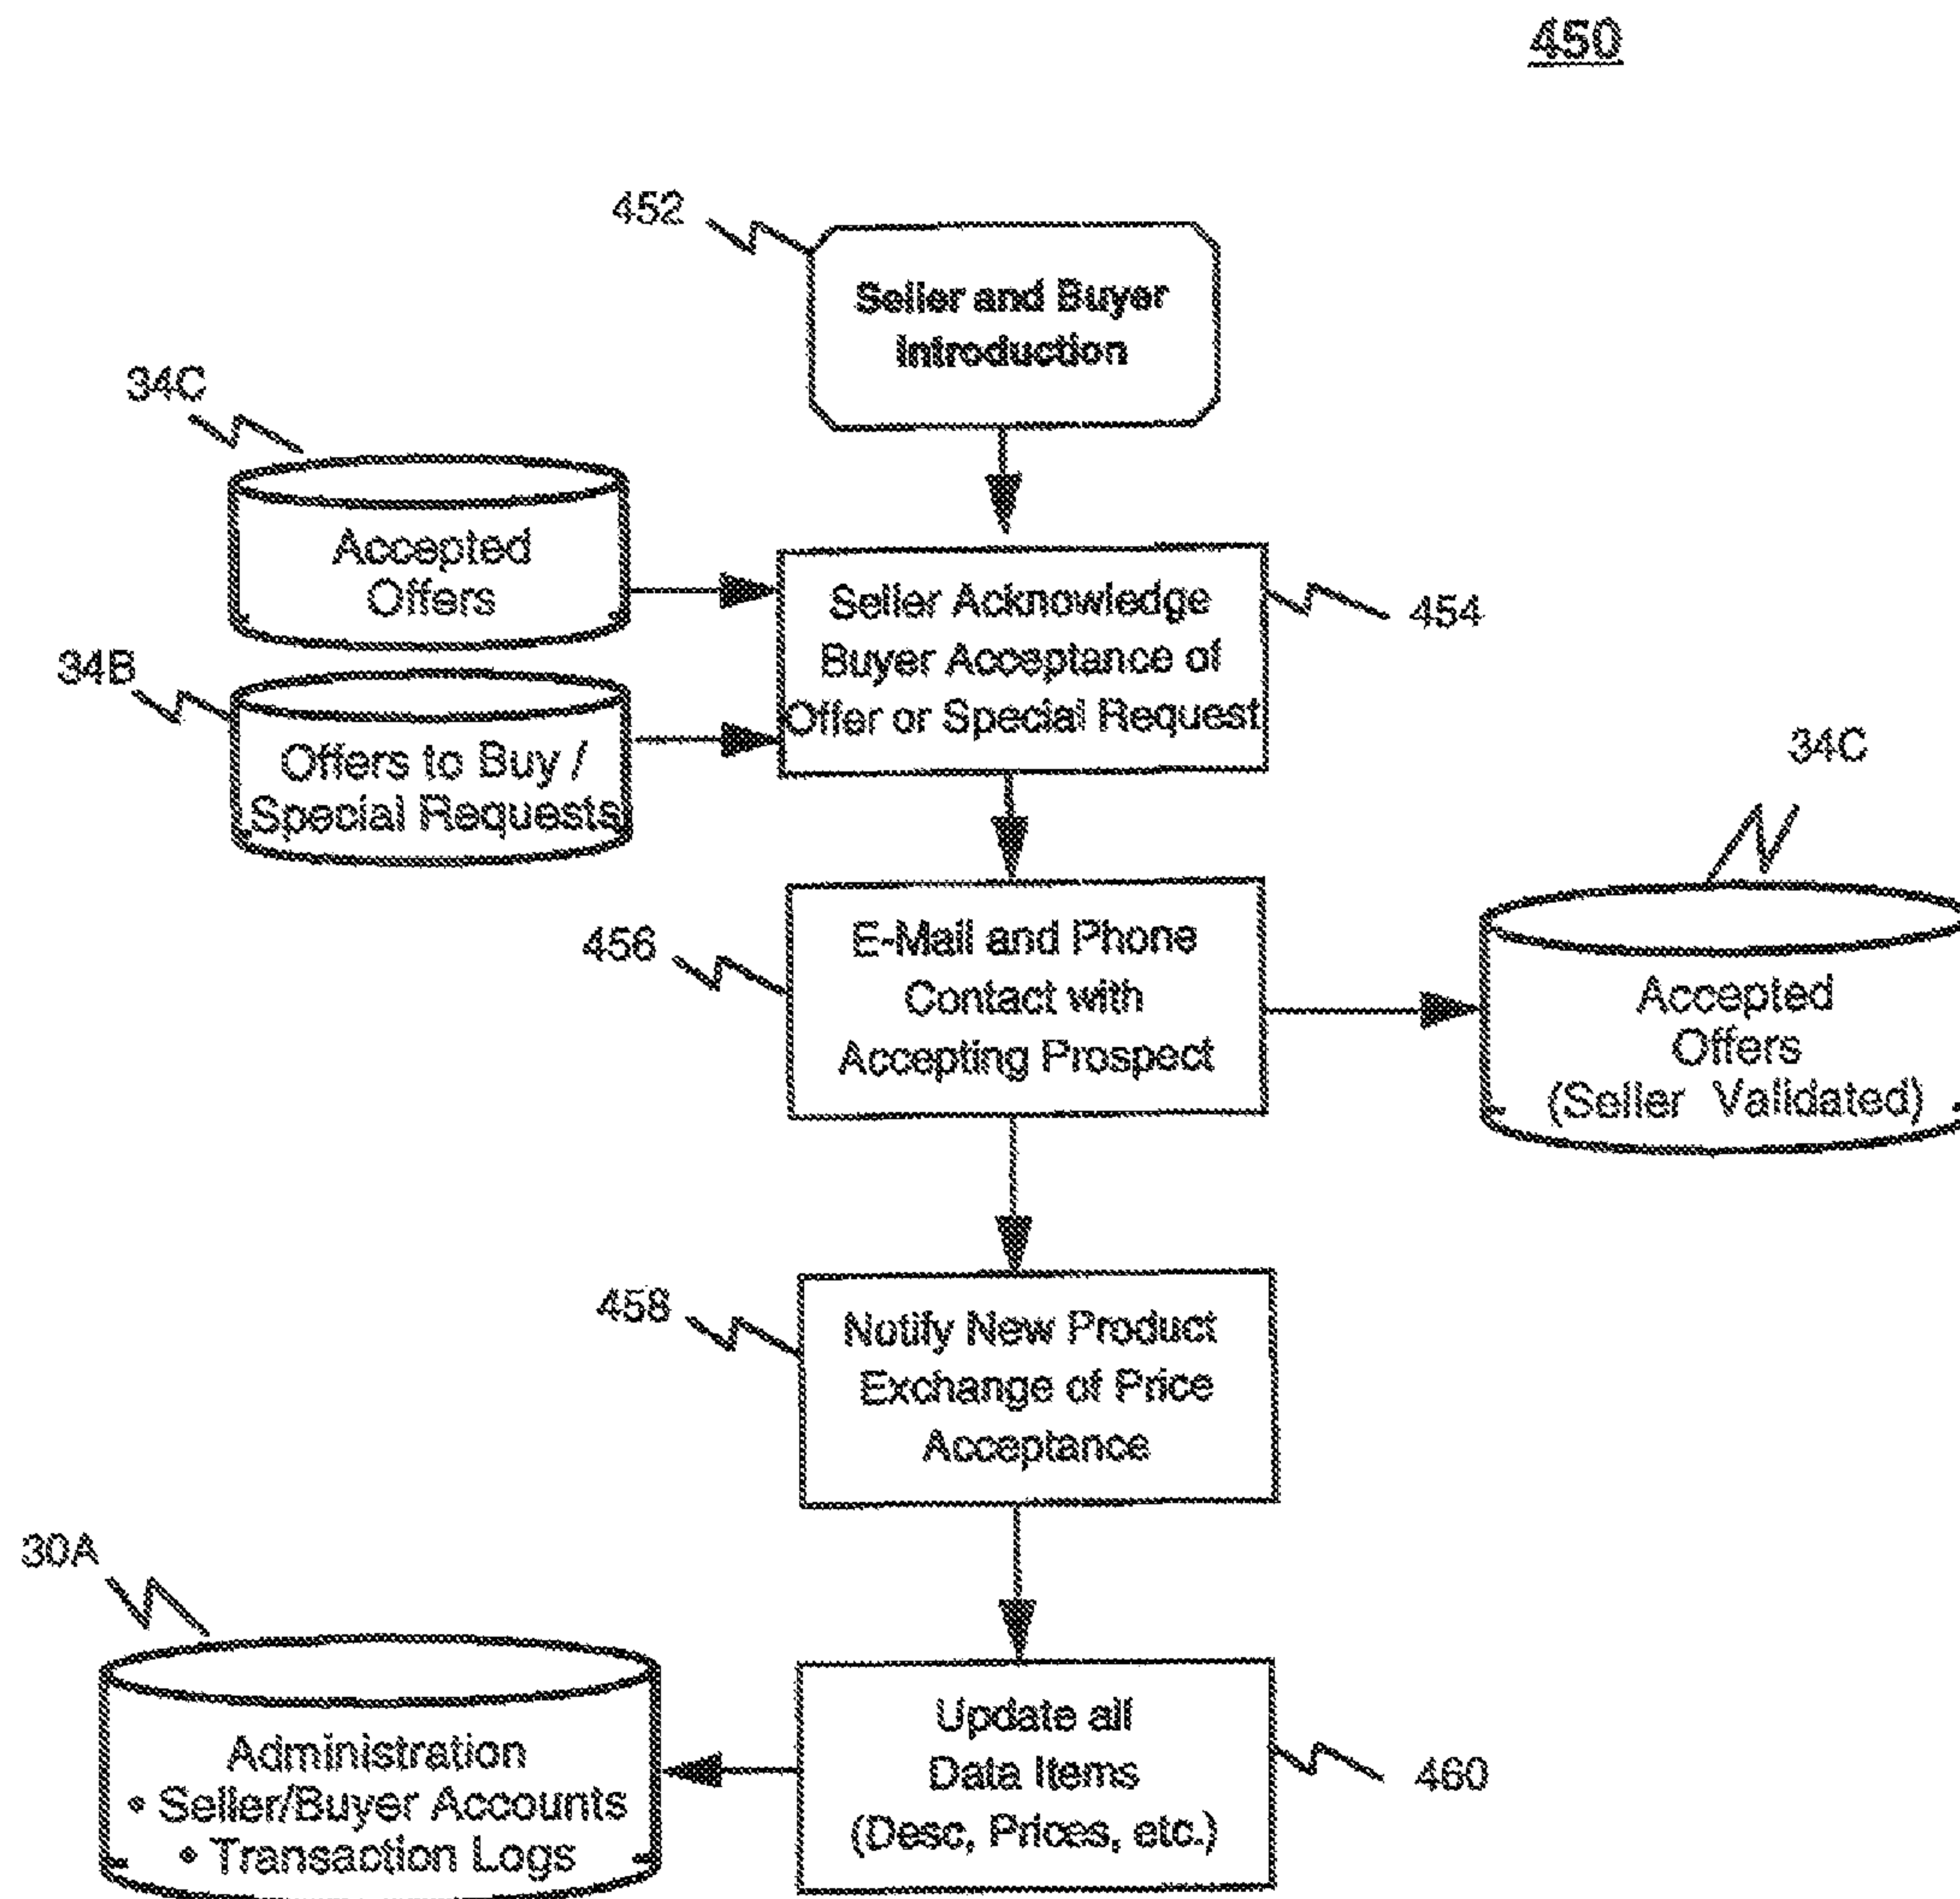 450
452
Seller and Buyer
Introduction
34C
Accepted
Offers
34B
Offers to Buy /
Special Requests
Seller Acknowledge
Buyer Acceptance of
Offer or Special Request
454
34C
456
E-Mail and Phone
Contact with
Accepting Prospect
Accepted
Offers
(Seller Validated)
458
Notify New Product
Exchange of Price
Acceptance
30A
Administration
• Seller/Buyer Accounts
• Transaction Logs
Update all
Data Items
(Desc, Prices, etc.)
460